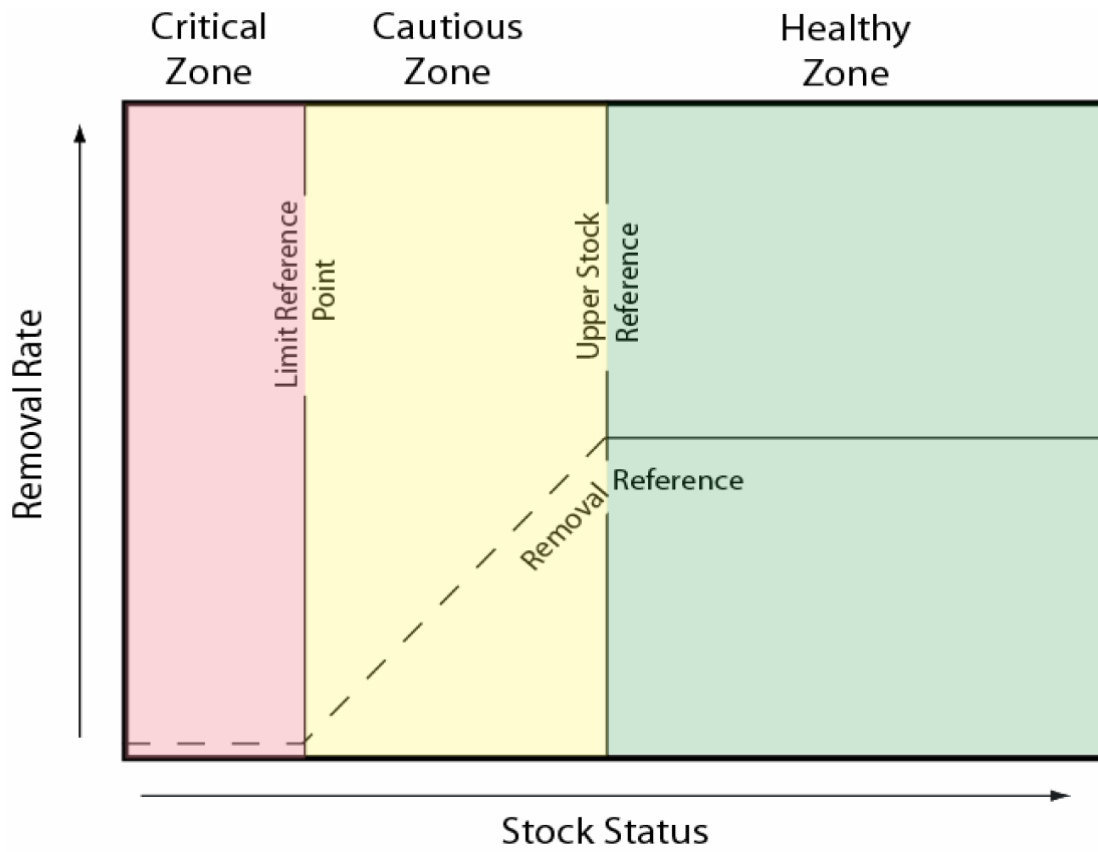 Critical
Zone
Cautious
Zone
Healthy
Zone
Removal Rate
Limit Reference
Point
Upper Stock
Reference
Removal Reference
Stock Status